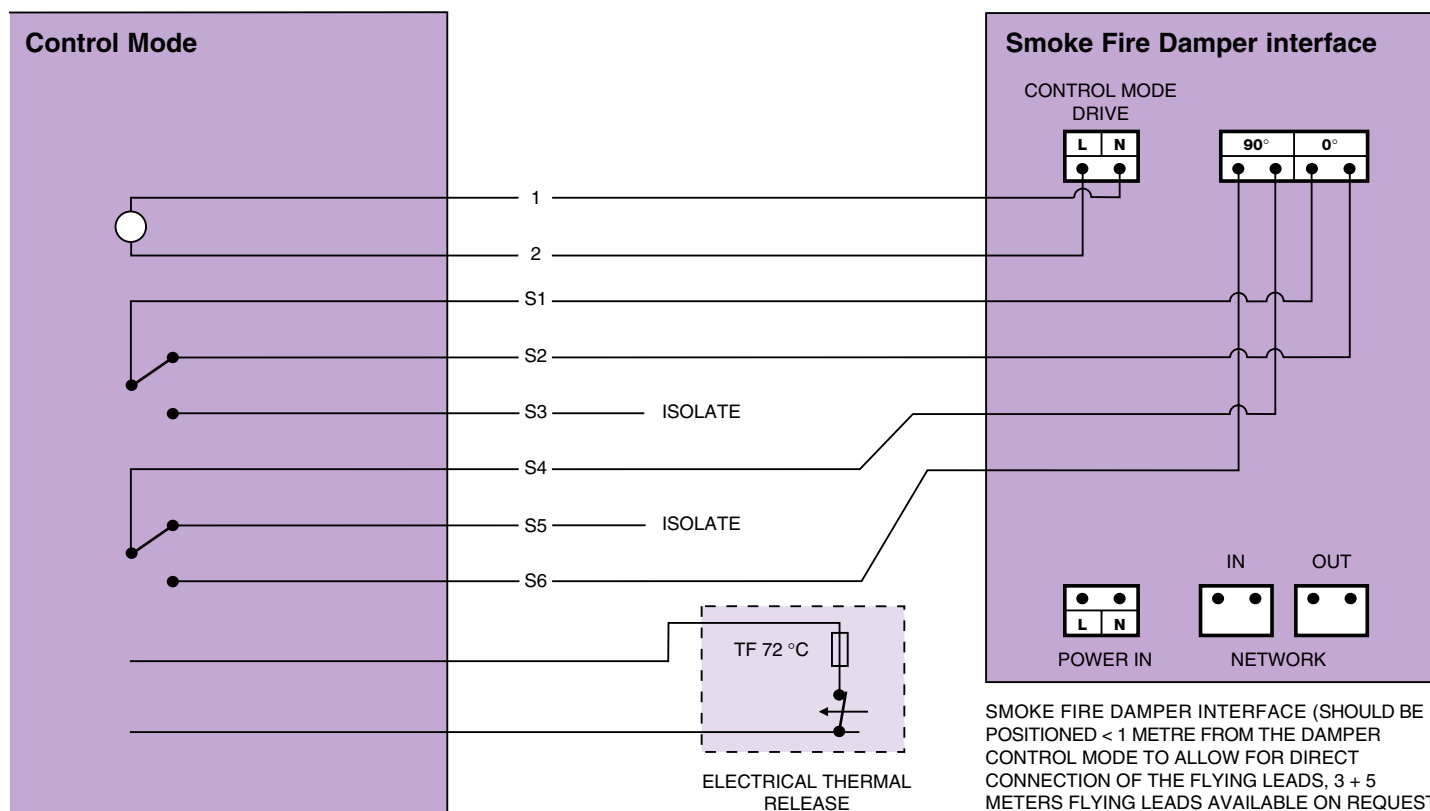 Control Mode
Smoke Fire Damper interface
CONTROL MODE
DRIVE
L N
90° 0°
1
2
S1
S2
S3 ISOLATE
S4
S5 ISOLATE
S6
IN OUT
TF 72 °C
L N
POWER IN NETWORK
ELECTRICAL THERMAL
RELEASE
SMOKE FIRE DAMPER INTERFACE (SHOULD BE
POSITIONED < 1 METRE FROM THE DAMPER
CONTROL MODE TO ALLOW FOR DIRECT
CONNECTION OF THE FLYING LEADS, 3 + 5
METERS FLYING LEADS AVAILABLE ON REQUEST